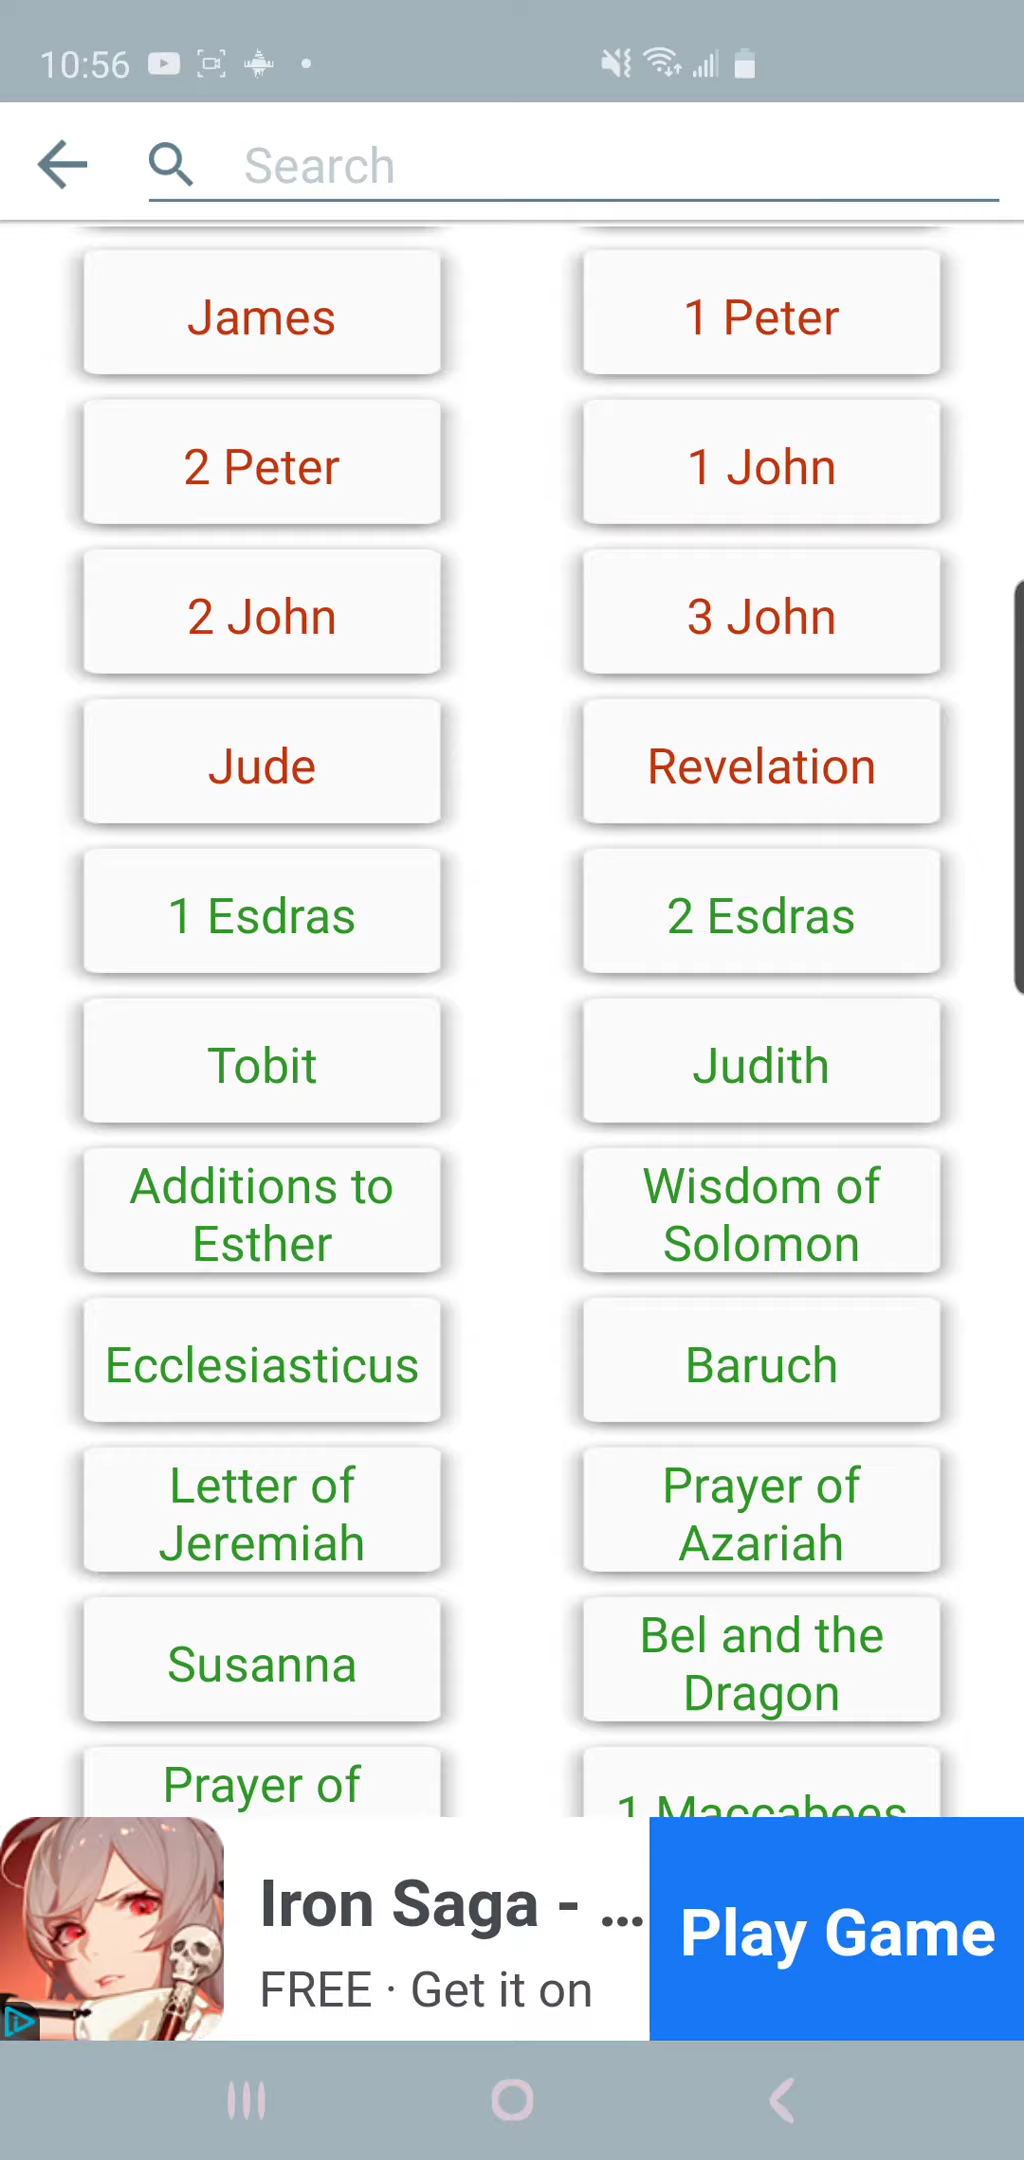 10:56
Search
James
1 Peter
2 Peter
1 John
2 John
3 John
Jude
Revelation
1 Esdras
2 Esdras
Tobit
Judith
Additions to
Esther
Wisdom of
Solomon
Ecclesiasticus
Baruch
Letter of
Jeremiah
Prayer of
Azariah
Susanna
Bel and the
Dragon
Prayer of
1 Maccabees
Iron Saga - ...
FREE · Get it on
Play Game